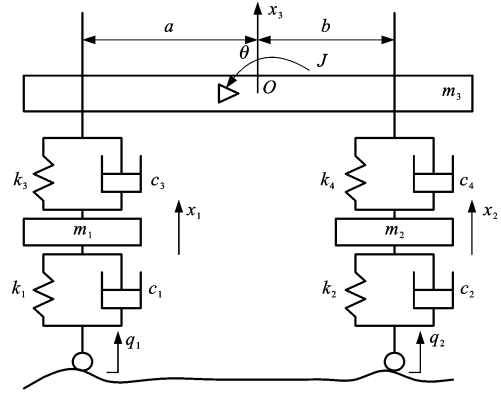 x₃
a b
θ J
O m₃
k₃ c₃ k₄ c₄
x₁ x₂
m₁ m₂
k₁ c₁ k₂ c₂
q₁ q₂